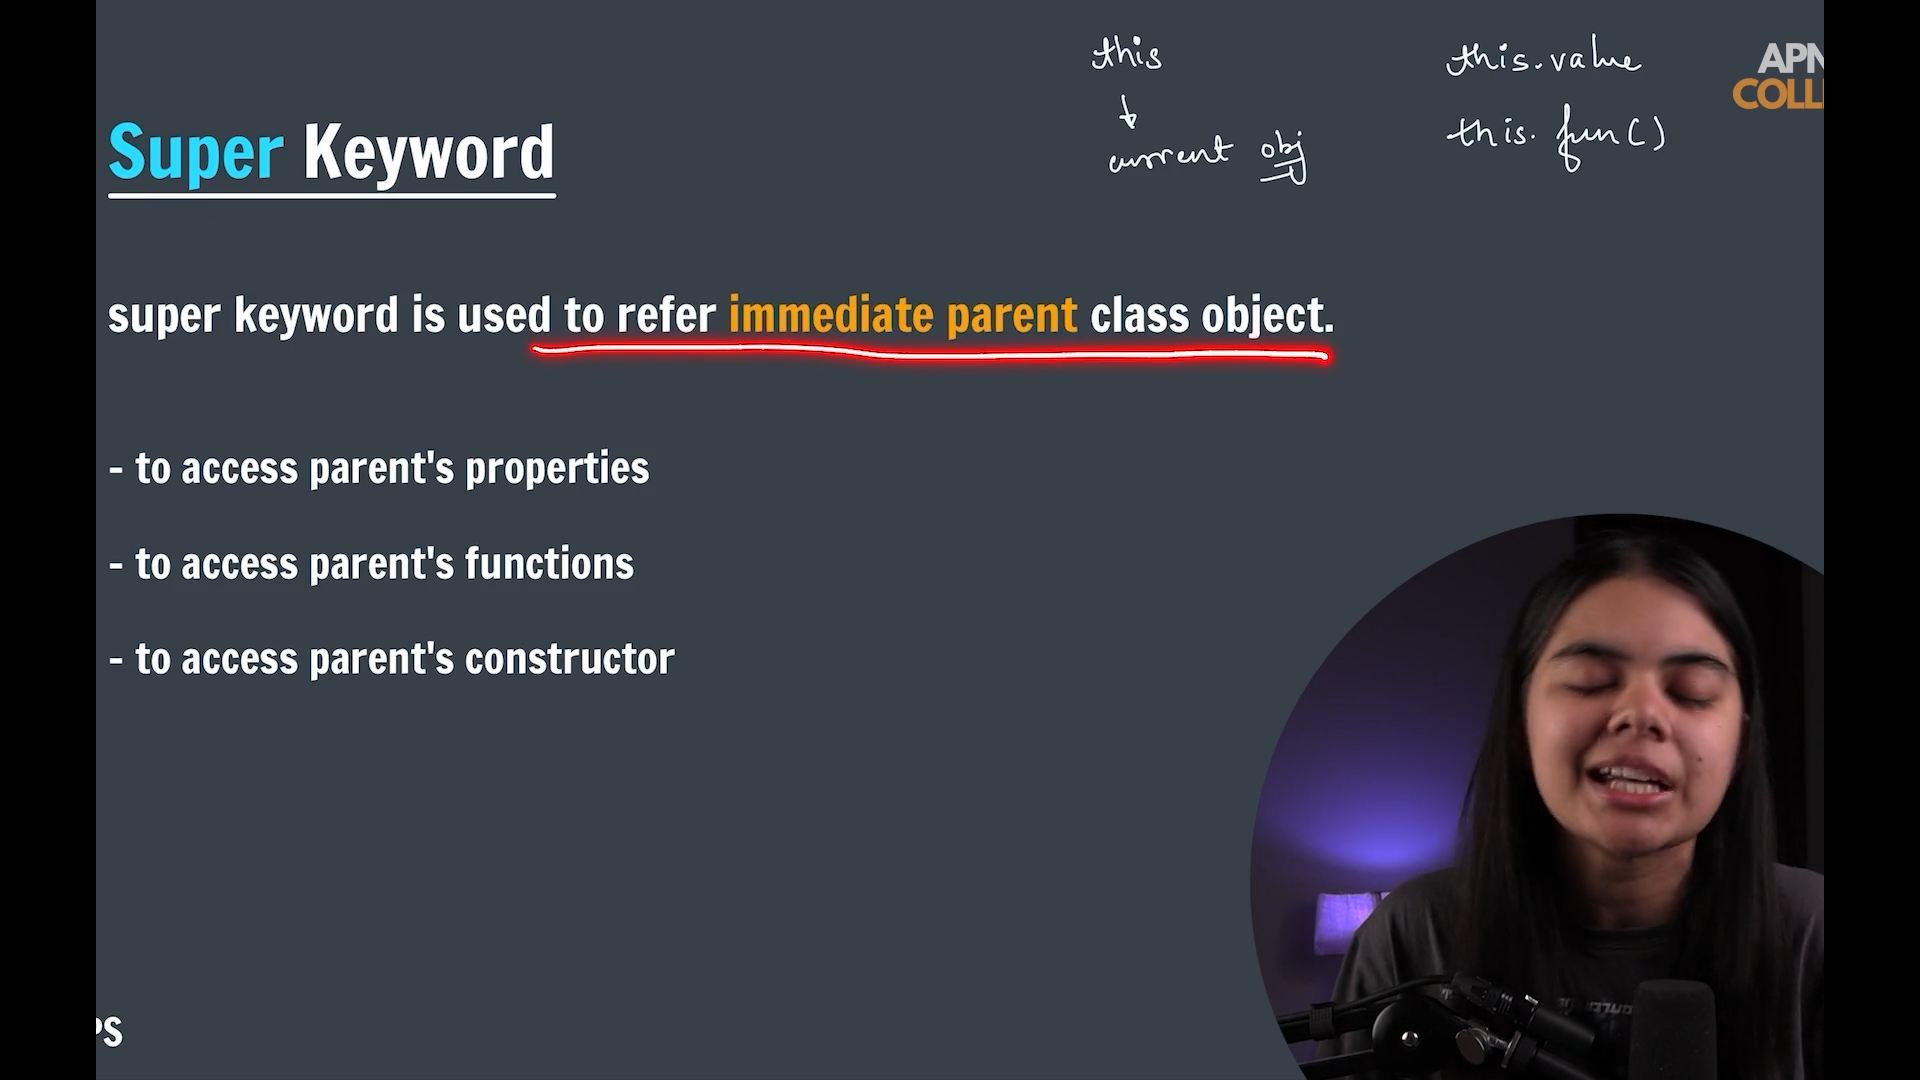 this
this.value
APN
COLL
↓
current obj
this.fun()
Super Keyword
super keyword is used to refer immediate parent class object.
- to access parent's properties
- to access parent's functions
- to access parent's constructor
PS